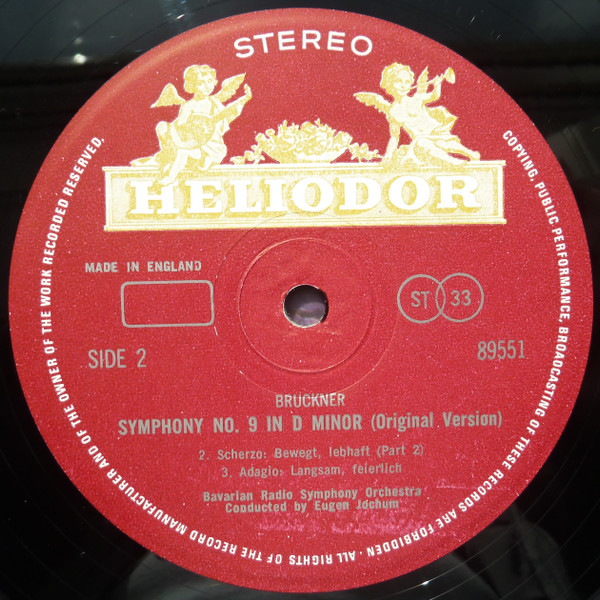 STEREO
HELIODOR
MADE IN ENGLAND
ST 33
SIDE 2
89551
BRUCKNER
SYMPHONY NO. 9 IN D MINOR (Original Version)
2. Scherzo: Bewegt, lebhaft (Part 2)
3. Adagio: Langsam, feierlich
Bavarian Radio Symphony Orchestra
Conducted by Eugen Jochum
ALL RIGHTS OF THE RECORD MANUFACTURER AND OF THE OWNER OF THE WORK RECORDED RESERVED. COPYING, PUBLIC PERFORMANCE, BROADCASTING OF THESE RECORDS ARE FORBIDDEN ·